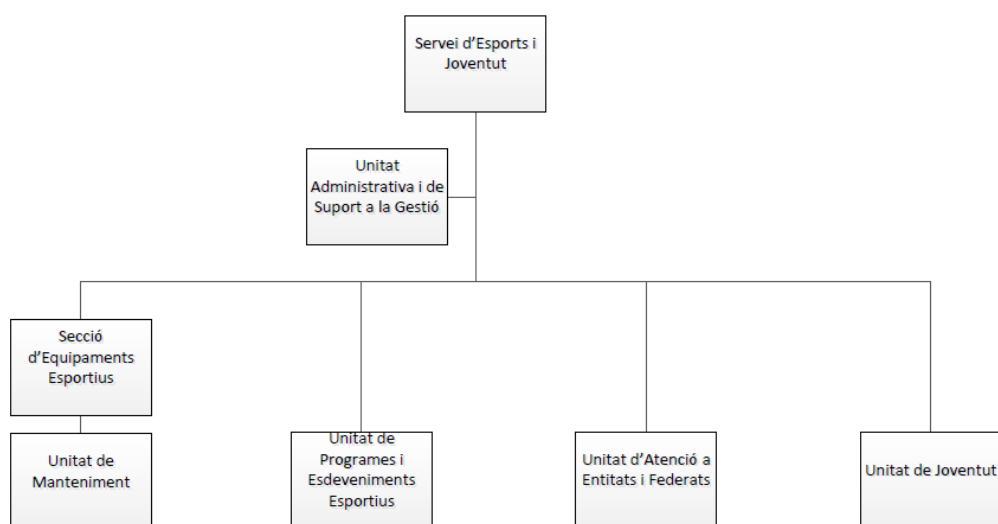 Servei d'Esports i
Joventut
Unitat
Administrativa i de
Suport a la Gestió
Secció
d'Equipaments
Esportius
Unitat de
Manteniment
Unitat de
Programes i
Esdeveniments
Esportius
Unitat d'Atenció a
Entitats i Federats
Unitat de Joventut